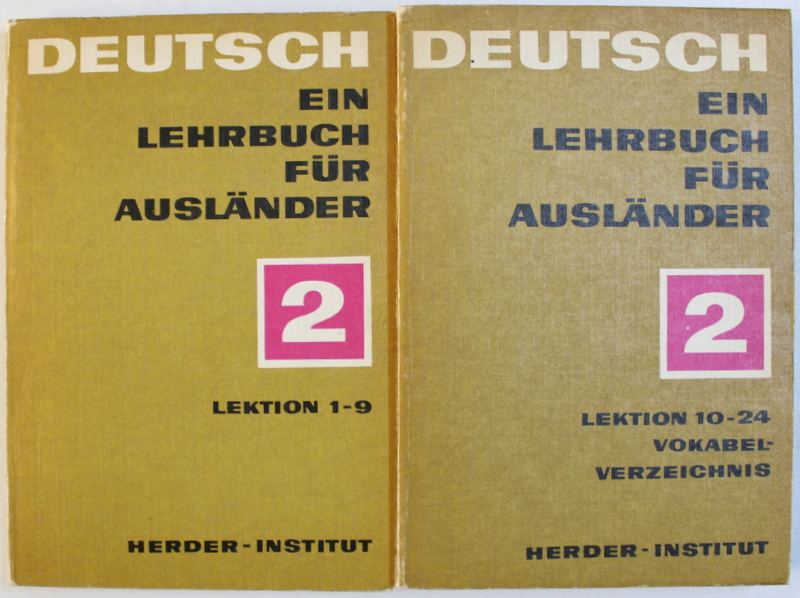 DEUTSCH
EIN
LEHRBUCH
FÜR
AUSLÄNDER
2
LEKTION 1-9
HERDER-INSTITUT
DEUTSCH
EIN
LEHRBUCH
FÜR
AUSLÄNDER
2
LEKTION 10-24
VOKABEL-
VERZEICHNIS
HERDER-INSTITUT